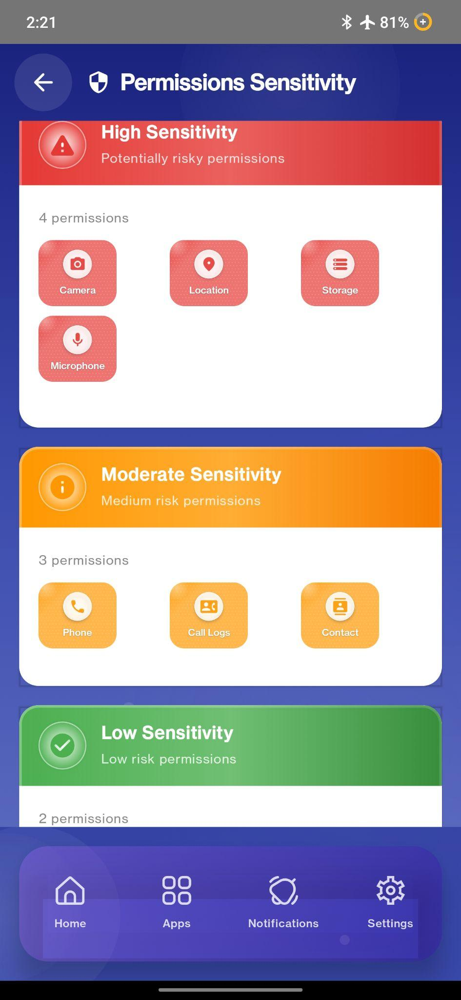 2:21
81%
Permissions Sensitivity
High Sensitivity
Potentially risky permissions
4 permissions
Camera
Location
Storage
Microphone
Moderate Sensitivity
Medium risk permissions
3 permissions
Phone
Call Logs
Contact
Low Sensitivity
Low risk permissions
2 permissions
Home
Apps
Notifications
Settings